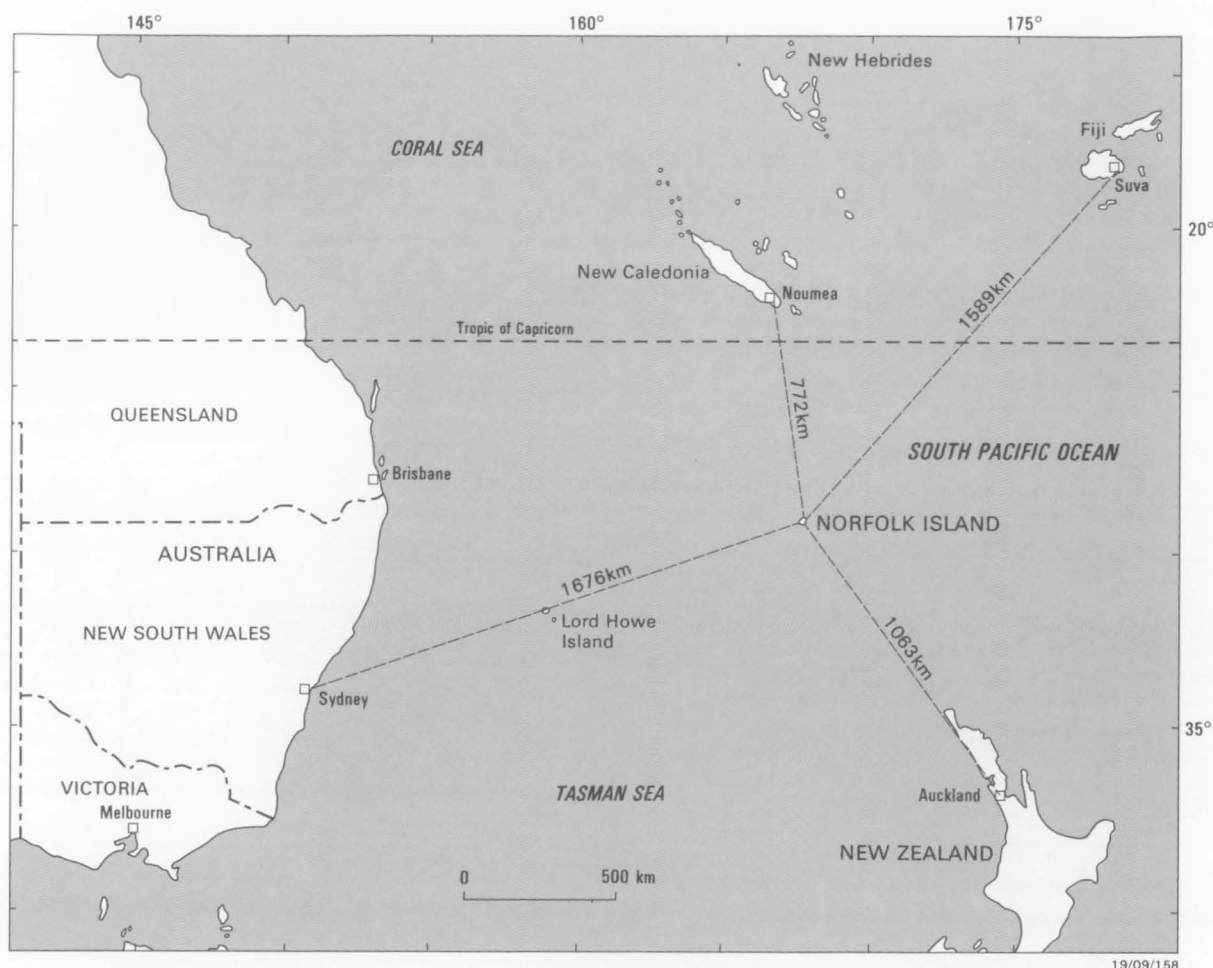 145°
160°
175°
New Hebrides
Fiji
CORAL SEA
Suva
20°
New Caledonia
Noumea
1589km
Tropic of Capricorn
772km
QUEENSLAND
SOUTH PACIFIC OCEAN
Brisbane
NORFOLK ISLAND
AUSTRALIA
1676km
Lord Howe
Island
NEW SOUTH WALES
1063km
Sydney
35°
VICTORIA
Melbourne
TASMAN SEA
Auckland
NEW ZEALAND
0 500 km
19/09/158